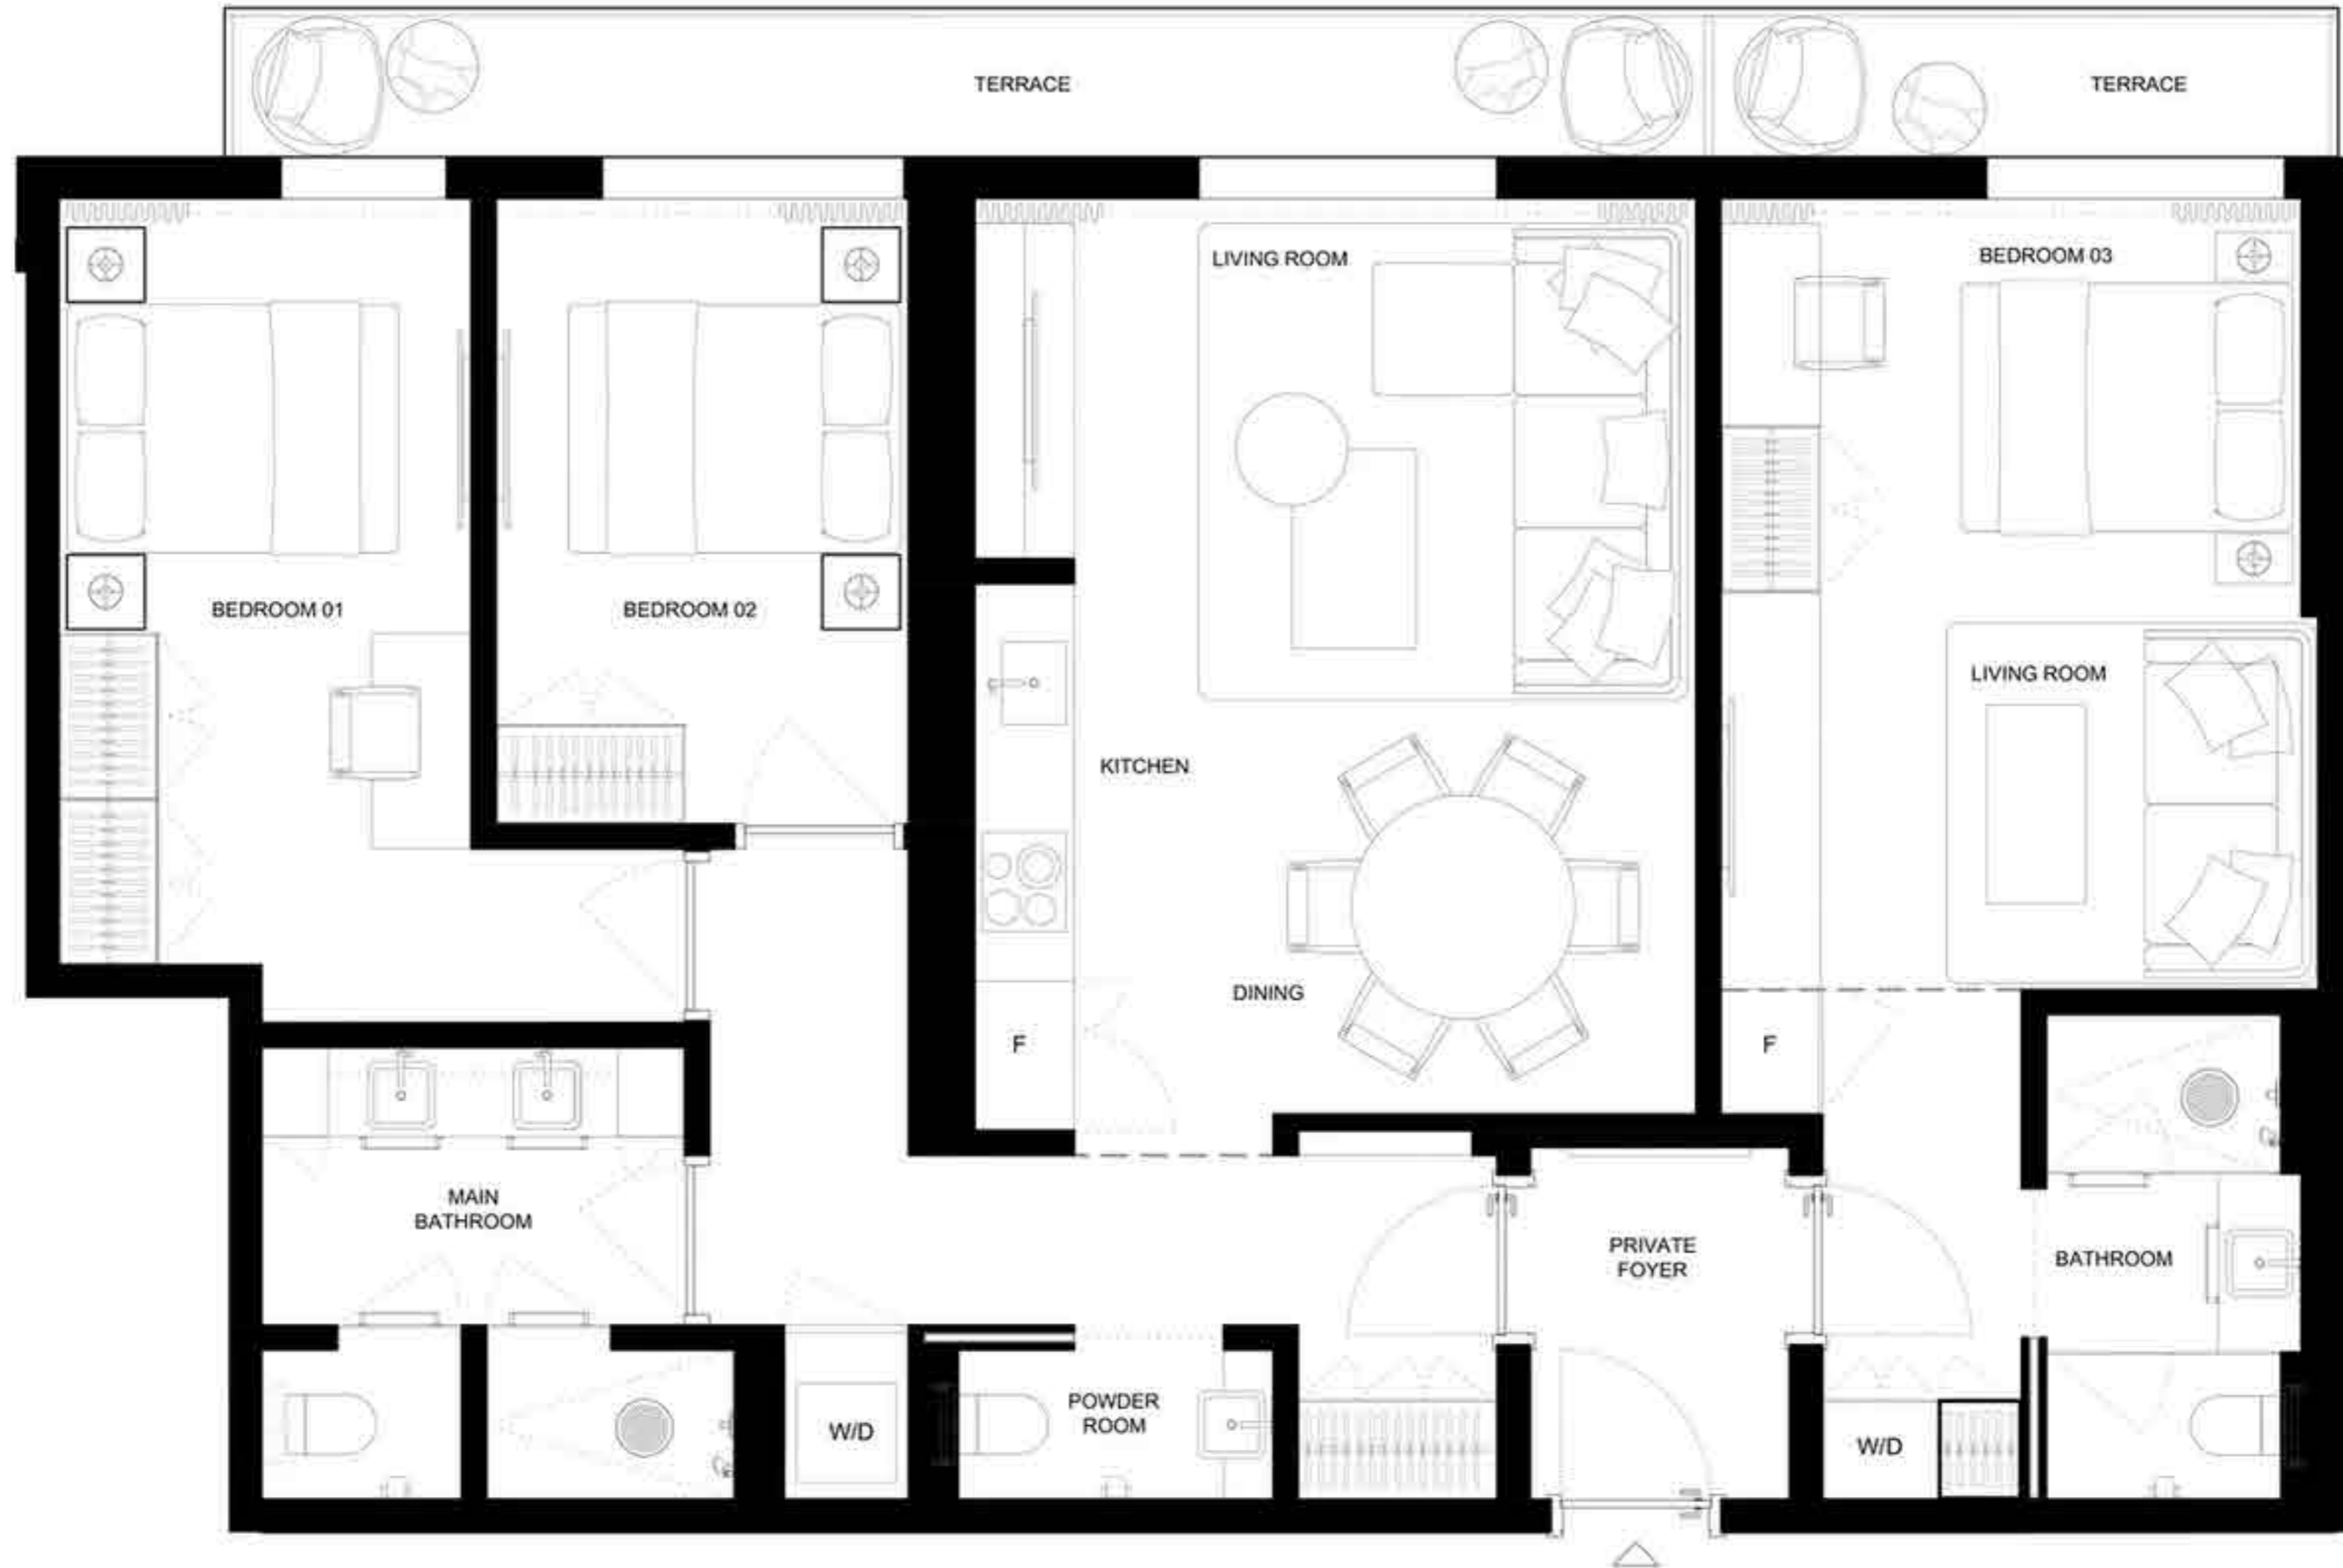 TERRACE
TERRACE
LIVING ROOM
BEDROOM 03
BEDROOM 01
BEDROOM 02
LIVING ROOM
KITCHEN
DINING
F
F
MAIN
BATHROOM
PRIVATE
FOYER
BATHROOM
POWDER
ROOM
W/D
W/D